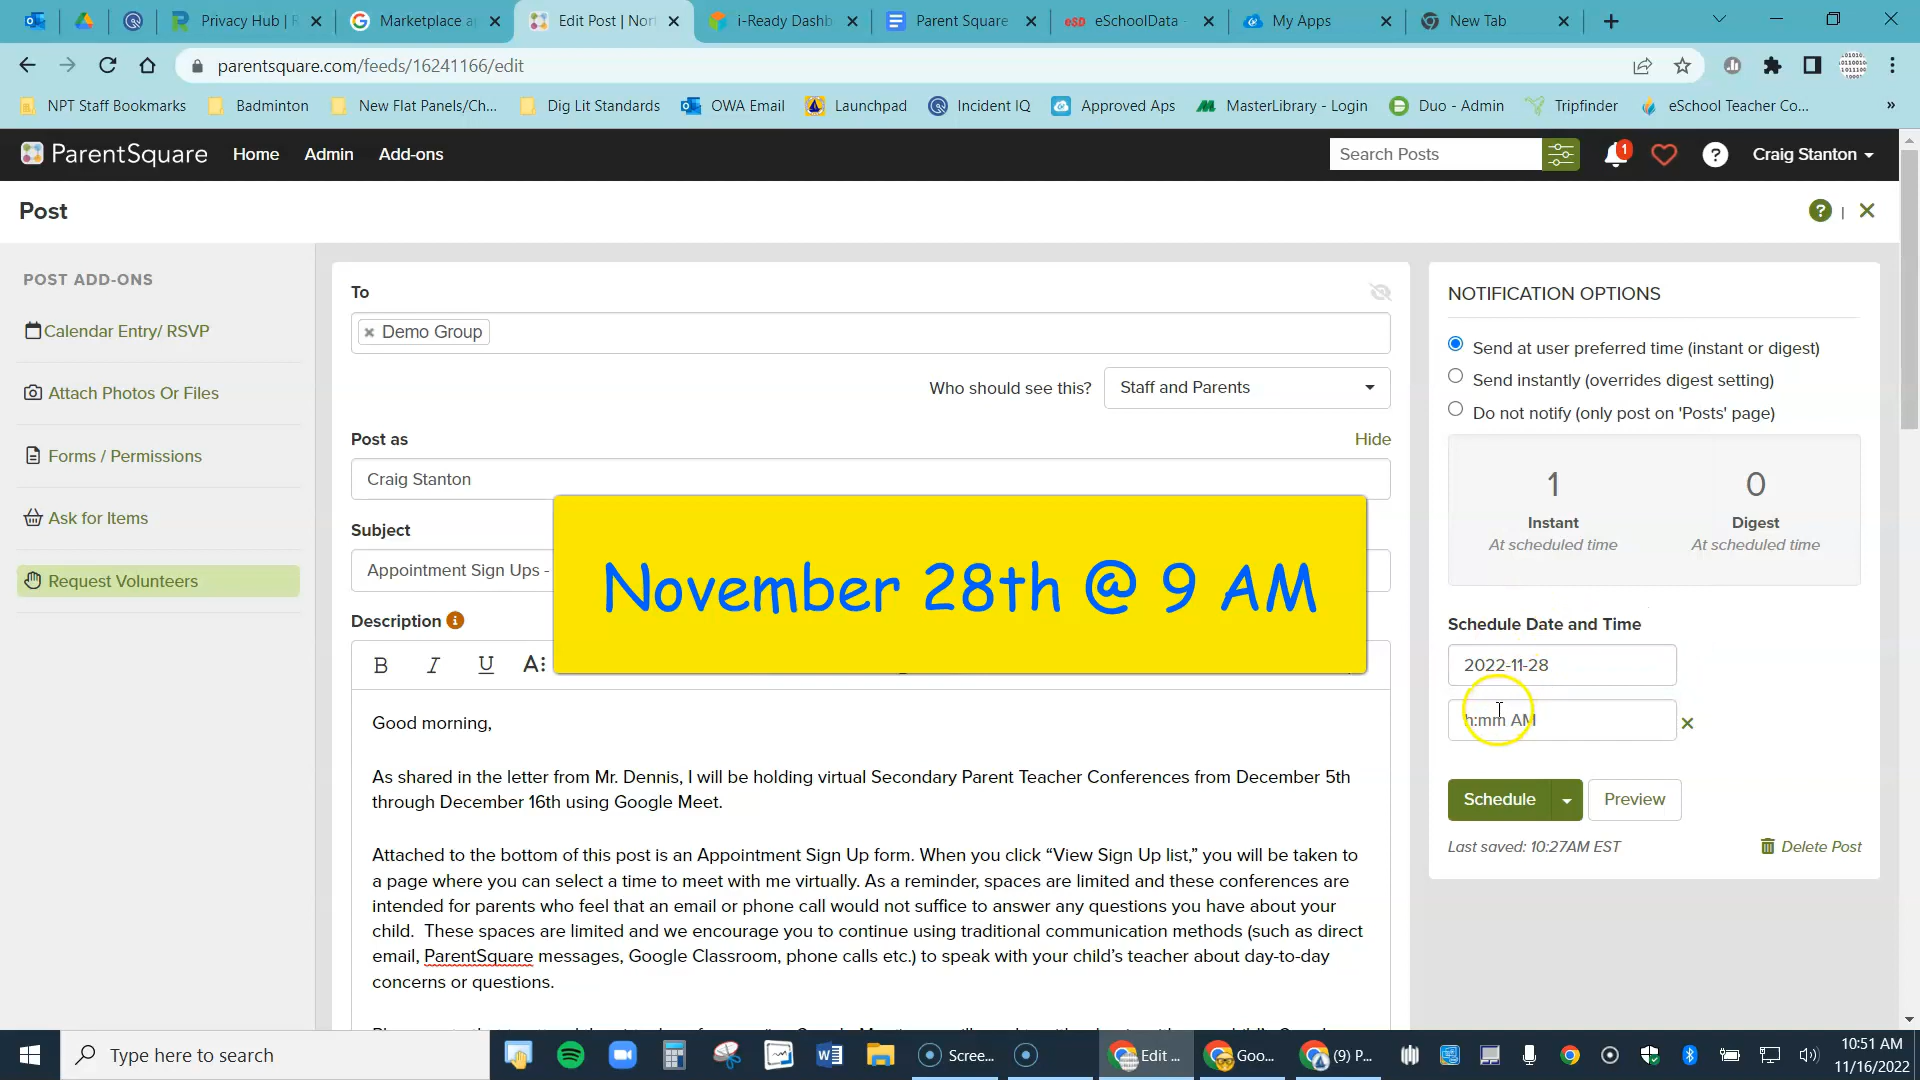 Privacy Hub | R
Marketplace a
Edit Post | Nor
i-Ready Dashb
Parent Square
eSD eSchoolData -
My Apps
New Tab
parentsquare.com/feeds/16241166/edit
NPT Staff Bookmarks
Badminton
New Flat Panels/Ch...
Dig Lit Standards
OWA Email
Launchpad
Incident IQ
Approved Aps
MasterLibrary - Login
Duo - Admin
Tripfinder
eSchool Teacher Co...
»
ParentSquare
Home
Admin
Add-ons
Search Posts
1
Craig Stanton
Post
POST ADD-ONS
Calendar Entry/ RSVP
Attach Photos Or Files
Forms / Permissions
Ask for Items
Request Volunteers
To
× Demo Group
Who should see this?
Staff and Parents
Post as
Hide
Craig Stanton
Subject
Appointment Sign Ups -
November 28th @ 9 AM
Description
B I U A
Good morning,
As shared in the letter from Mr. Dennis, I will be holding virtual Secondary Parent Teacher Conferences from December 5th
through December 16th using Google Meet.
Attached to the bottom of this post is an Appointment Sign Up form. When you click “View Sign Up list,” you will be taken to
a page where you can select a time to meet with me virtually. As a reminder, spaces are limited and these conferences are
intended for parents who feel that an email or phone call would not suffice to answer any questions you have about your
child.  These spaces are limited and we encourage you to continue using traditional communication methods (such as direct
email, ParentSquare messages, Google Classroom, phone calls etc.) to speak with your child’s teacher about day-to-day
concerns or questions.
NOTIFICATION OPTIONS
Send at user preferred time (instant or digest)
Send instantly (overrides digest setting)
Do not notify (only post on 'Posts' page)
1
Instant
At scheduled time
0
Digest
At scheduled time
Schedule Date and Time
2022-11-28
h:mm AM
Schedule
Preview
Last saved: 10:27AM EST
Delete Post
Type here to search
Scree...
Edit ...
Goo...
(9) P...
10:51 AM
11/16/2022